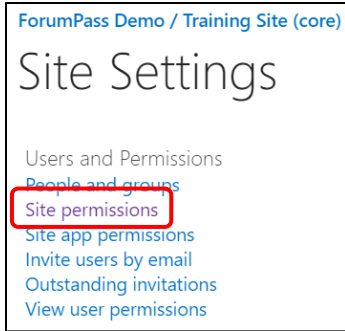 ForumPass Demo / Training Site (core)
Site Settings
Users and Permissions
People and groups
Site permissions
Site app permissions
Invite users by email
Outstanding invitations
View user permissions